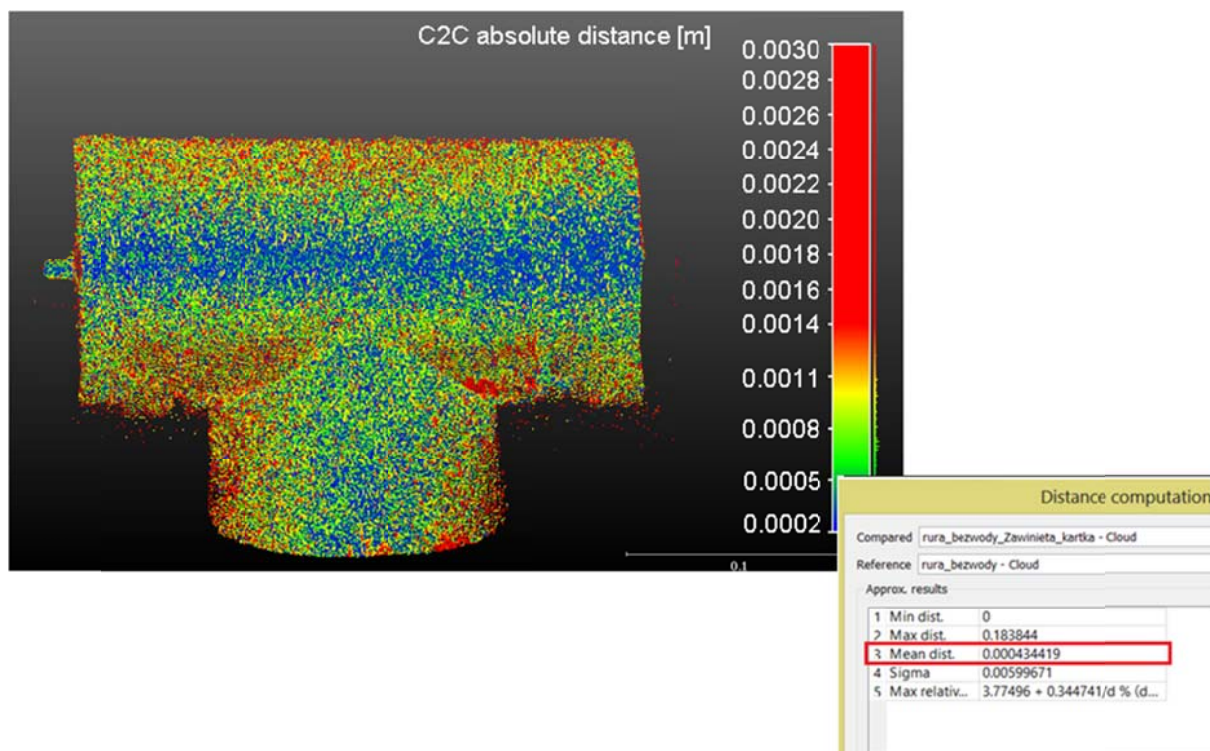 C2C absolute distance [m]
0.0030
0.0028
0.0026
0.0024
0.0022
0.0020
0.0018
0.0016
0.0014
0.0011
0.0008
0.0005
0.0002
0.1
Distance computation
Compared rura_bezwody_Zawinieta_kartka - Cloud
Reference rura_bezwody - Cloud
Approx. results
1 Min dist. 0
2 Max dist. 0.183844
3 Mean dist. 0.000434419
4 Sigma 0.00599671
5 Max relativ... 3.77496 + 0.344741/d % (d...